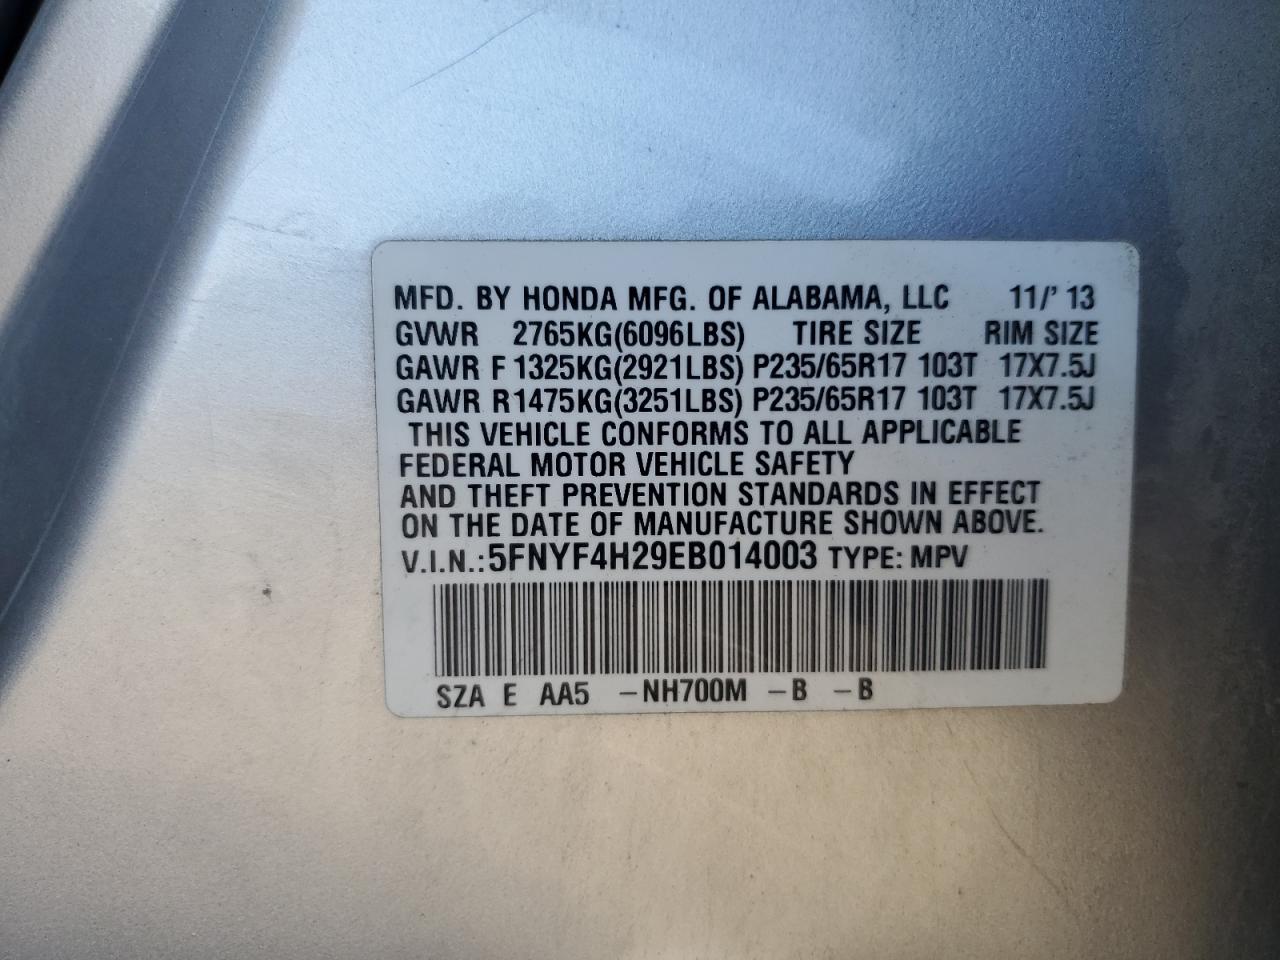 MFD. BY HONDA MFG. OF ALABAMA, LLC 11/' 13
GVWR 2765KG(6096LBS) TIRE SIZE RIM SIZE
GAWR F 1325KG(2921LBS) P235/65R17 103T 17X7.5J
GAWR R1475KG(3251LBS) P235/65R17 103T 17X7.5J
THIS VEHICLE CONFORMS TO ALL APPLICABLE
FEDERAL MOTOR VEHICLE SAFETY
AND THEFT PREVENTION STANDARDS IN EFFECT
ON THE DATE OF MANUFACTURE SHOWN ABOVE.
V.I.N.: 5FNYF4H29EB014003 TYPE: MPV
SZA E AA5 -NH700M -B -B